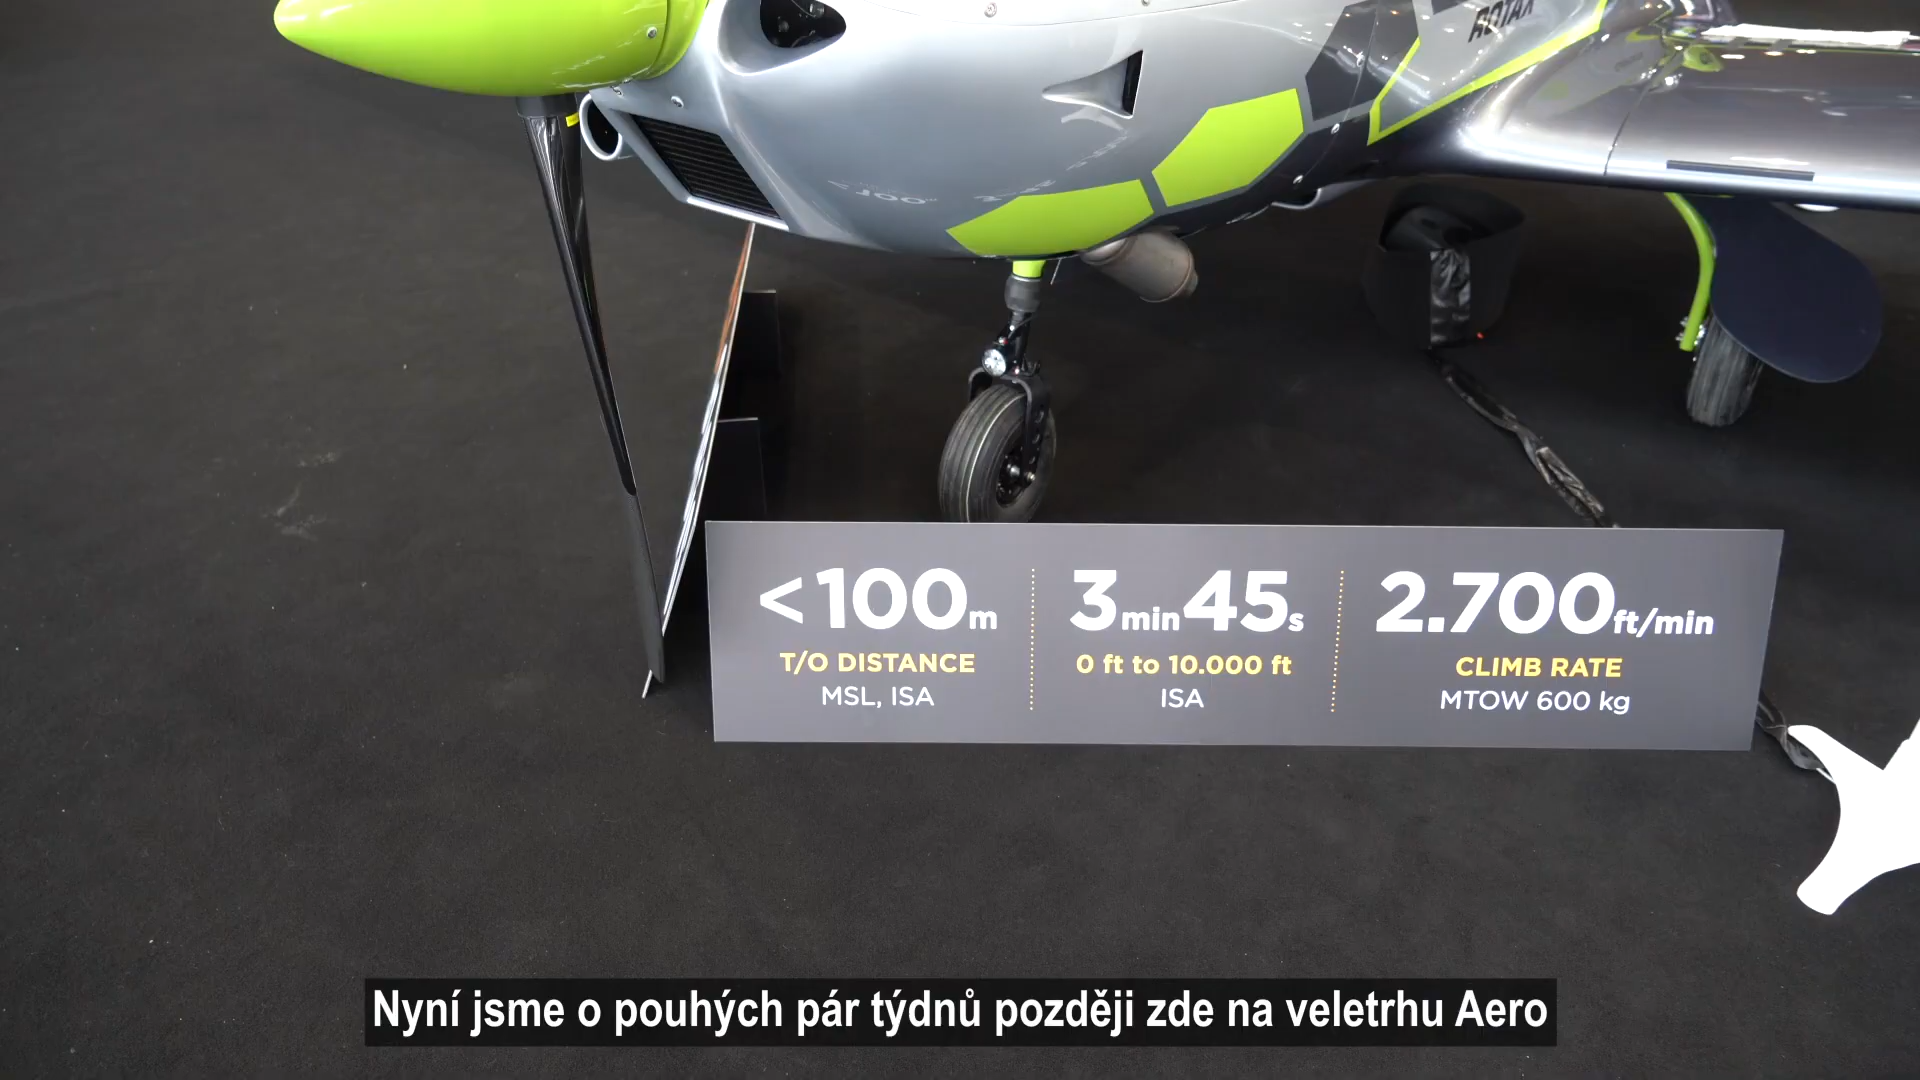 ROTAX
<100m
T/O DISTANCE
MSL, ISA
3min45s
0 ft to 10.000 ft
ISA
2.700ft/min
CLIMB RATE
MTOW 600 kg
Nyní jsme o pouhých pár týdnů později zde na veletrhu Aero